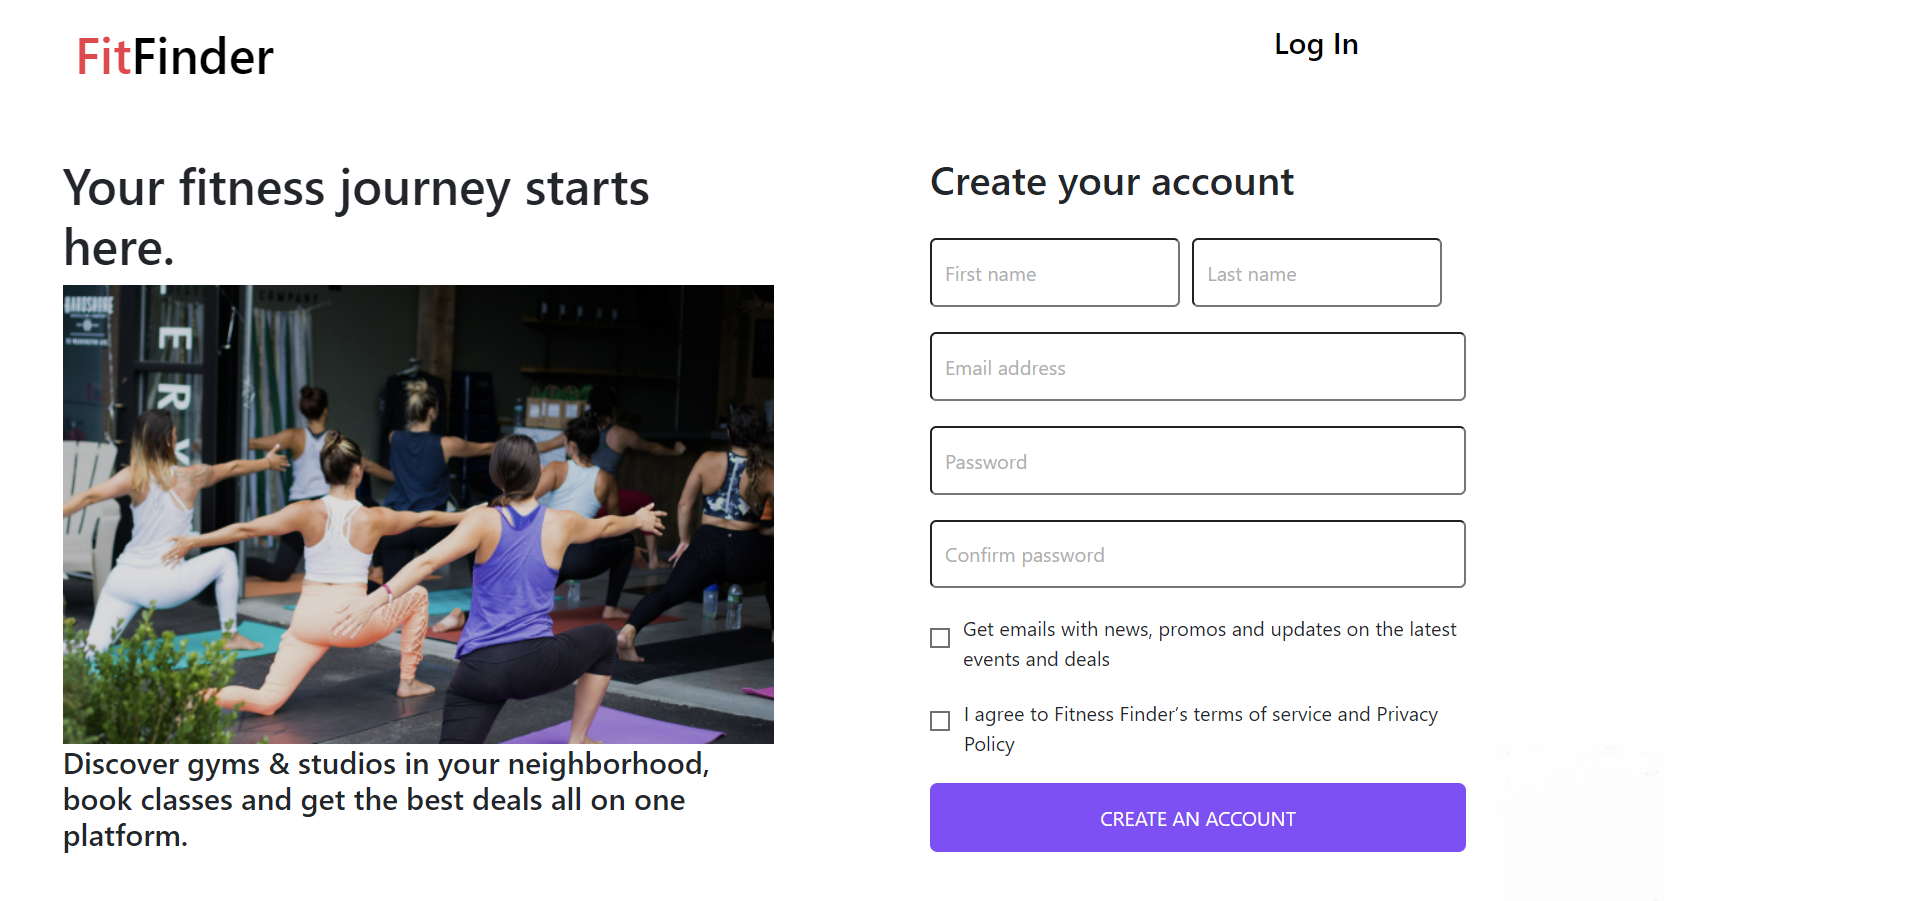 FitFinder
Log In
Your fitness journey starts
here.
COMPANY
E
R
V
Discover gyms & studios in your neighborhood,
book classes and get the best deals all on one
platform.
Create your account
First name
Last name
Email address
Password
Confirm password
Get emails with news, promos and updates on the latest
events and deals
I agree to Fitness Finder’s terms of service and Privacy
Policy
CREATE AN ACCOUNT